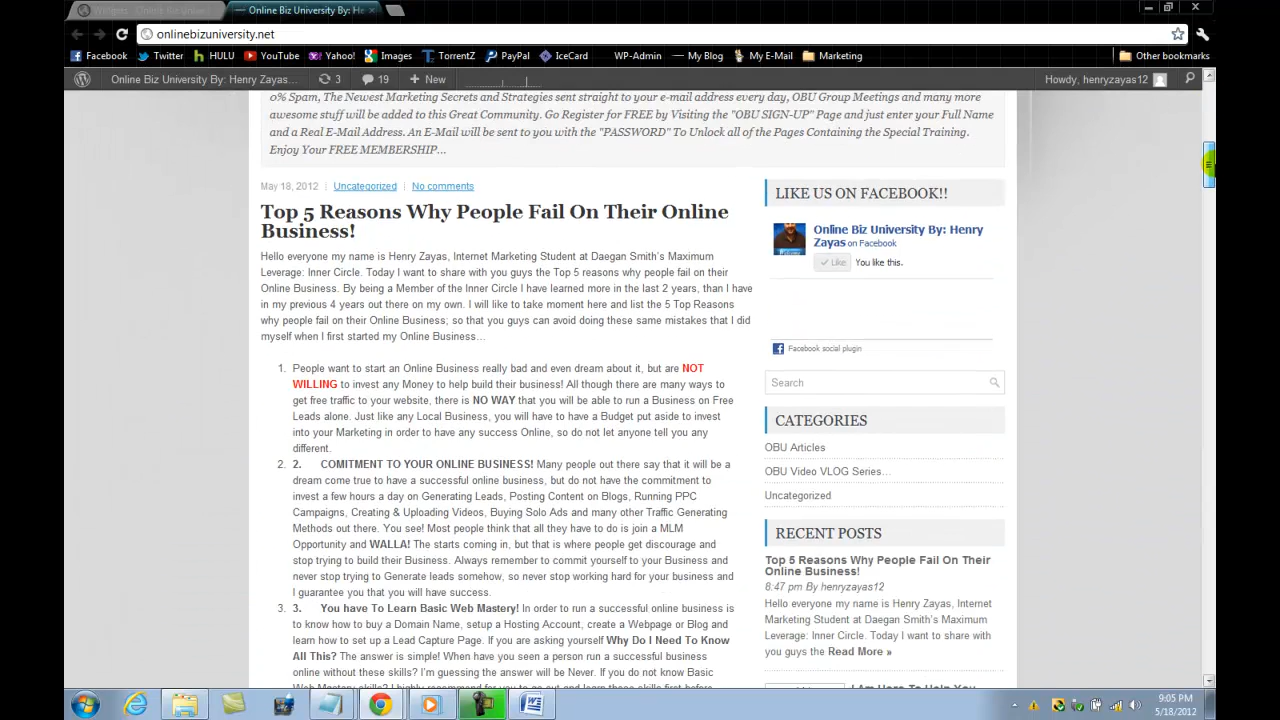 Online Biz University By: He
onlinebizuniversity.net
Facebook Twitter HULU YouTube Yahoo! Images TorrentZ PayPal IceCard WP-Admin My Blog My E-Mail Marketing Other bookmarks
Online Biz University By: Henry Zayas... 3 19 New Howdy, henryzayas12
0% Spam, The Newest Marketing Secrets and Strategies sent straight to your e-mail address every day, OBU Group Meetings and many more
awesome stuff will be added to this Great Community. Go Register for FREE by Visiting the "OBU SIGN-UP" Page and just enter your Full Name
and a Real E-Mail Address. An E-Mail will be sent to you with the "PASSWORD" To Unlock all of the Pages Containing the Special Training.
Enjoy Your FREE MEMBERSHIP...
May 18, 2012 | Uncategorized | No comments
Top 5 Reasons Why People Fail On Their Online
Business!
Hello everyone my name is Henry Zayas, Internet Marketing Student at Daegan Smith's Maximum
Leverage: Inner Circle. Today I want to share with you guys the Top 5 reasons why people fail on their
Online Business. By being a Member of the Inner Circle I have learned more in the last 2 years, than I have
in my previous 4 years out there on my own. I will like to take moment here and list the 5 Top Reasons
why people fail on their Online Business; so that you guys can avoid doing these same mistakes that I did
myself when I first started my Online Business...
1. People want to start an Online Business really bad and even dream about it, but are NOT
WILLING to invest any Money to help build their business! All though there are many ways to
get free traffic to your website, there is NO WAY that you will be able to run a Business on Free
Leads alone. Just like any Local Business, you will have to have a Budget put aside to invest
into your Marketing in order to have any success Online, so do not let anyone tell you any
different.
2. 2. COMITMENT TO YOUR ONLINE BUSINESS! Many people out there say that it will be a
dream come true to have a successful online business, but do not have the commitment to
invest a few hours a day on Generating Leads, Posting Content on Blogs, Running PPC
Campaigns, Creating & Uploading Videos, Buying Solo Ads and many other Traffic Generating
Methods out there. You see! Most people think that all they have to do is join a MLM
Opportunity and WALLA! The starts coming in, but that is where people get discourage and
stop trying to build their Business. Always remember to commit yourself to your Business and
never stop trying to Generate leads somehow, so never stop working hard for your business and
I guarantee you that you will have success.
3. 3. You have To Learn Basic Web Mastery! In order to run a successful online business is
to know how to buy a Domain Name, setup a Hosting Account, create a Webpage or Blog and
learn how to set up a Lead Capture Page. If you are asking yourself Why Do I Need To Know
All This? The answer is simple! When have you seen a person run a successful business
online without these skills? I'm guessing the answer will be Never. If you do not know Basic
LIKE US ON FACEBOOK!!
Online Biz University By: Henry
Zayas on Facebook
Like You like this.
Facebook social plugin
Search
CATEGORIES
OBU Articles
OBU Video VLOG Series...
Uncategorized
RECENT POSTS
Top 5 Reasons Why People Fail On Their
Online Business!
8:47 pm By henryzayas12
Hello everyone my name is Henry Zayas, Internet
Marketing Student at Daegan Smith's Maximum
Leverage: Inner Circle. Today I want to share with
you guys the Read More »
I Am Here To Help You
9:05 PM
5/18/2012